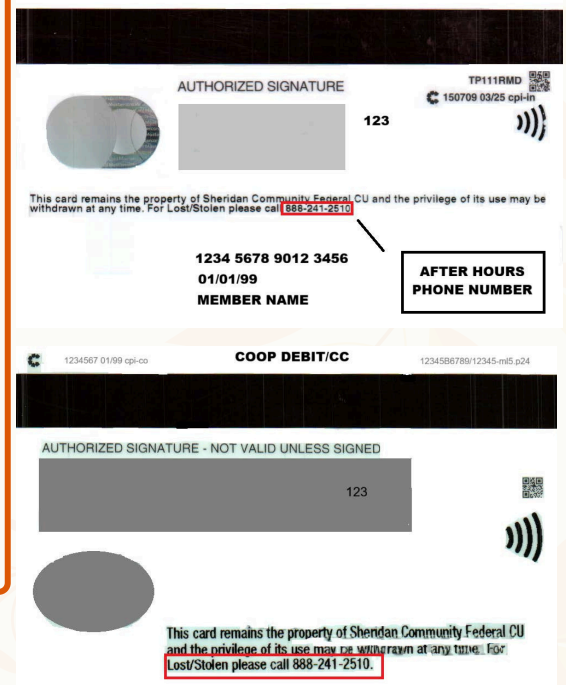 AUTHORIZED SIGNATURE
TP111RMD
150709 03/25 cpi-in
123
This card remains the property of Sheridan Community Federal CU and the privilege of its use may be
withdrawn at any time. For Lost/Stolen please call 888-241-2510
1234 5678 9012 3456
01/01/99
MEMBER NAME
AFTER HOURS
PHONE NUMBER
1234567 01/99 cpi-co
COOP DEBIT/CC
12345B6789/12345-ml5.p24
AUTHORIZED SIGNATURE - NOT VALID UNLESS SIGNED
123
This card remains the property of Sheridan Community Federal CU
and the privilege of its use may be withdrawn at any time. For
Lost/Stolen please call 888-241-2510.